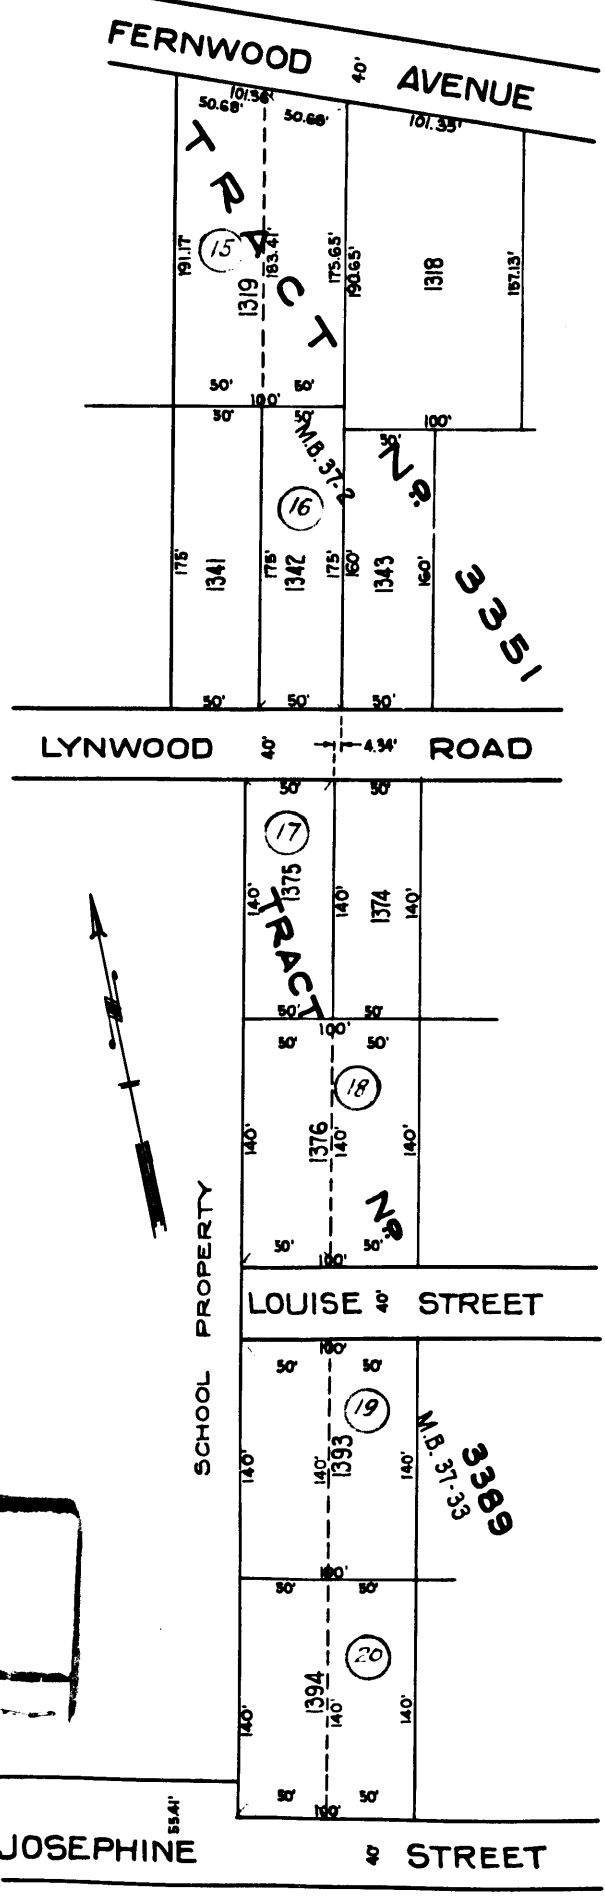 FERNWOOD 40' AVENUE
101.36'
50.68' 50.68' 101.35'
TRACT
15
191.17' 1319 183.41' 175.65' 190.65' 1318 157.13'
50' 50'
100'
50' 50' 100'
M.B. 37-2 50'
No.
16
175' 1341 175' 1342 175' 160' 1343 160'
3351
50' 50' 50'
LYNWOOD 40' 4.34' ROAD
50' 50'
17
140' 1375 140' 1374 140'
TRACT
50' 50'
100'
50' 50'
18
140' 1376 140' 140'
No.
50' 50'
100'
SCHOOL PROPERTY
LOUISE 40' STREET
100'
50' 50'
19
140' 140' 1393 140'
M.B. 37-33
3389
100'
50' 50'
20
140' 1394 140' 140'
50' 50'
100'
55.41'
JOSEPHINE 40' STREET